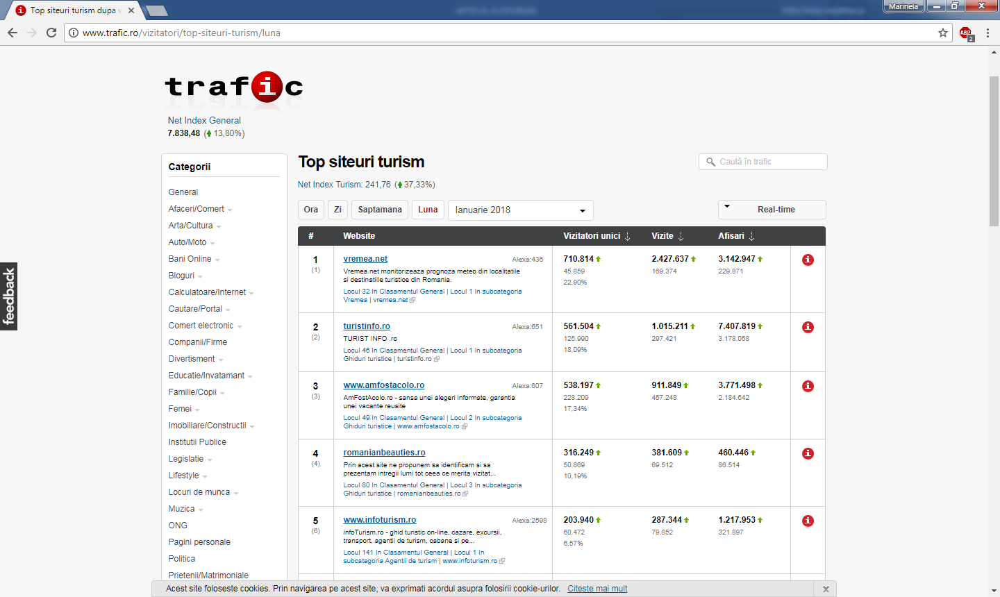 Top siteuri turism dupa v
Marinela
www.trafic.ro/vizitatori/top-siteuri-turism/luna
ABP
2
trafic
Net Index General
7.838,48 (13,80%)
Categorii
General
Afaceri/Comert
Arta/Cultura
Auto/Moto
Bani Online
Bloguri
Calculatoare/Internet
Cautare/Portal
Comert electronic
Companii/Firme
Divertisment
Educatie/Invatamant
Familie/Copii
Femei
Imobiliare/Constructii
Institutii Publice
Legislatie
Lifestyle
Locuri de munca
Muzica
ONG
Pagini personale
Politica
Prietenii/Matrimoniale
feedback
Top siteuri turism
Caută în trafic
Net Index Turism: 241,76 (37,33%)
Ora Zi Saptamana Luna Ianuarie 2018 Real-time
# Website Vizitatori unici Vizite Afisari
1 vremea.net Alexa:436 710.814 2.427.637 3.142.947
(1) Vremea.net monitorizeaza prognoza meteo din localitatile 45.859 169.374 229.871
si destinatiile turistice din Romania. 22,90%
Locul 32 In Clasamentul General | Locul 1 In subcategoria
Vremea | vremea.net
2 turistinfo.ro Alexa:651 561.504 1.015.211 7.407.819
(2) TURIST INFO .ro 125.990 297.421 3.178.058
Locul 46 In Clasamentul General | Locul 1 In subcategoria 18,09%
Ghiduri turistice | turistinfo.ro
3 www.amfostacolo.ro Alexa:607 538.197 911.849 3.771.498
(3) AmFostAcolo.ro - sansa unei alegeri informate, garantia 228.209 457.248 2.184.642
unei vacante reusite 17,34%
Locul 49 In Clasamentul General | Locul 2 In subcategoria
Ghiduri turistice | www.amfostacolo.ro
4 romanianbeauties.ro 316.249 381.609 460.446
(4) Prin acest site ne propunem sa identificam si sa 50.869 69.512 86.514
prezentam intregii lumi tot ceea ce merita vizitat... 10,19%
Locul 80 In Clasamentul General | Locul 3 In subcategoria
Ghiduri turistice | romanianbeauties.ro
5 www.infoturism.ro Alexa:2598 203.940 287.344 1.217.953
(6) infoTurism.ro - ghid turistic on-line, cazare, excursii, 60.472 79.852 321.897
transport, agentii de turism, cabane si pe... 6,57%
Locul 141 In Clasamentul General | Locul 1 In
subcategoria Agentii de turism | www.infoturism.ro
Acest site foloseste cookies. Prin navigarea pe acest site, va exprimati acordul asupra folosirii cookie-urilor. Citeste mai mult